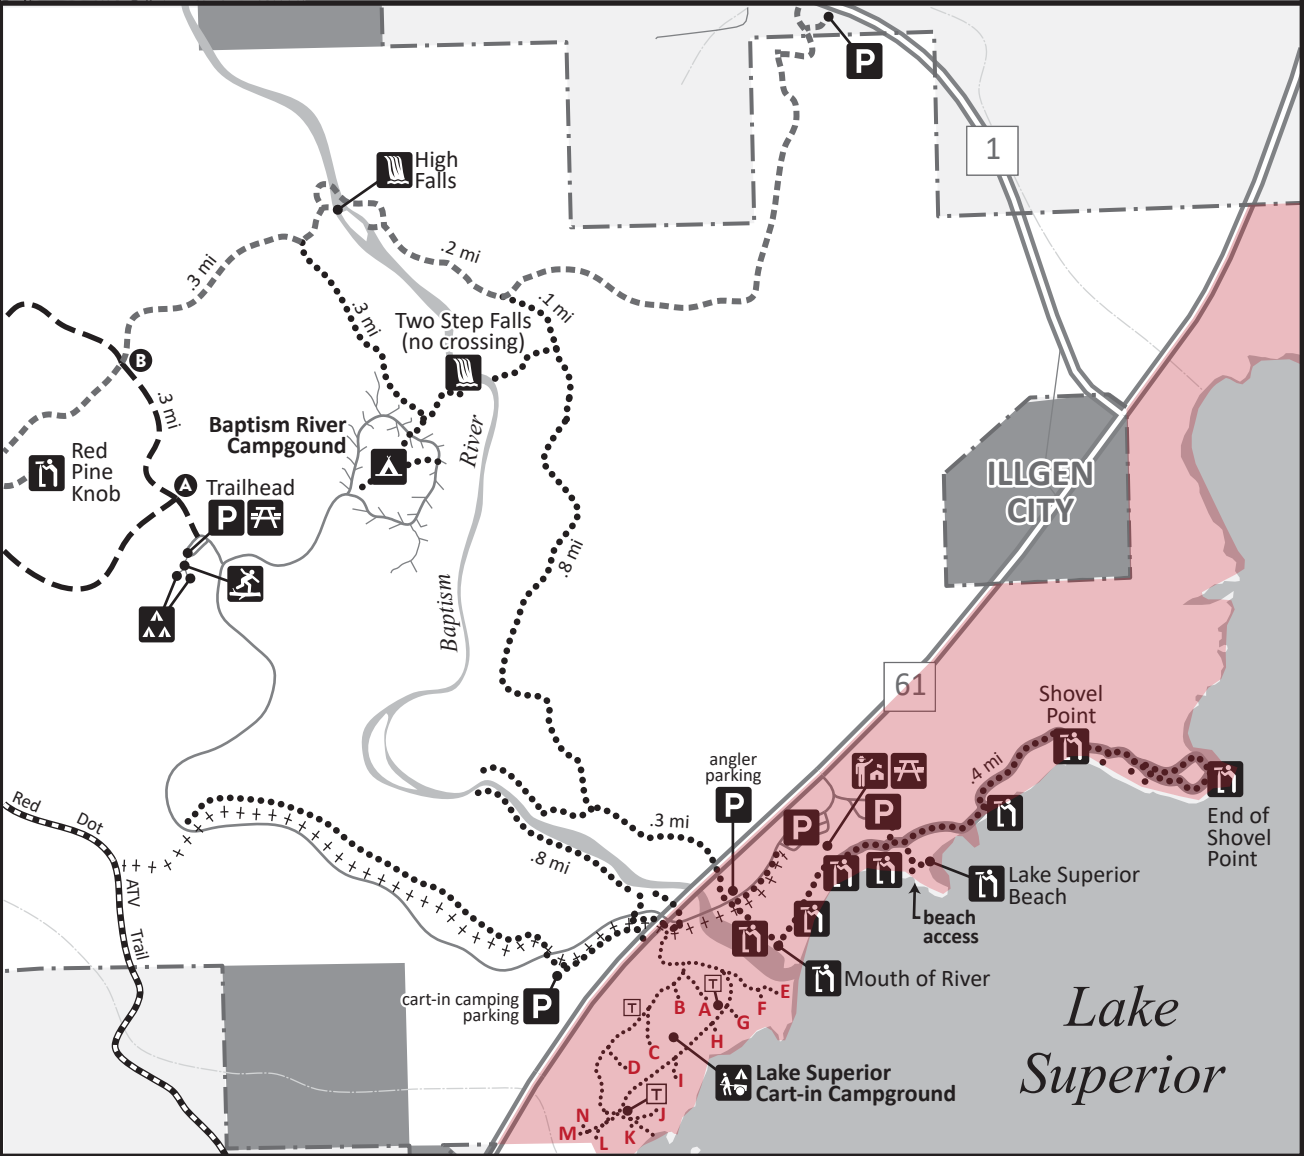 P
1
High
Falls
.2 mi
.3 mi
.3 mi
.1 mi
Two Step Falls
(no crossing)
B
.3 mi
Baptism River
Campgound
River
Red
Pine
Knob
A
Trailhead
P
ILLGEN
CITY
.8 mi
Baptism
61
Shovel
Point
angler
parking
P
.4 mi
P
P
End of
Shovel
Point
Red
Dot
ATV
Trail
.3 mi
.8 mi
Lake Superior
Beach
beach
access
Mouth of River
cart-in camping
parking
P
T
T
E
B
A
F
G
H
C
D
I
Lake Superior
Cart-in Campground
T
N
J
M
L
K
Lake
Superior